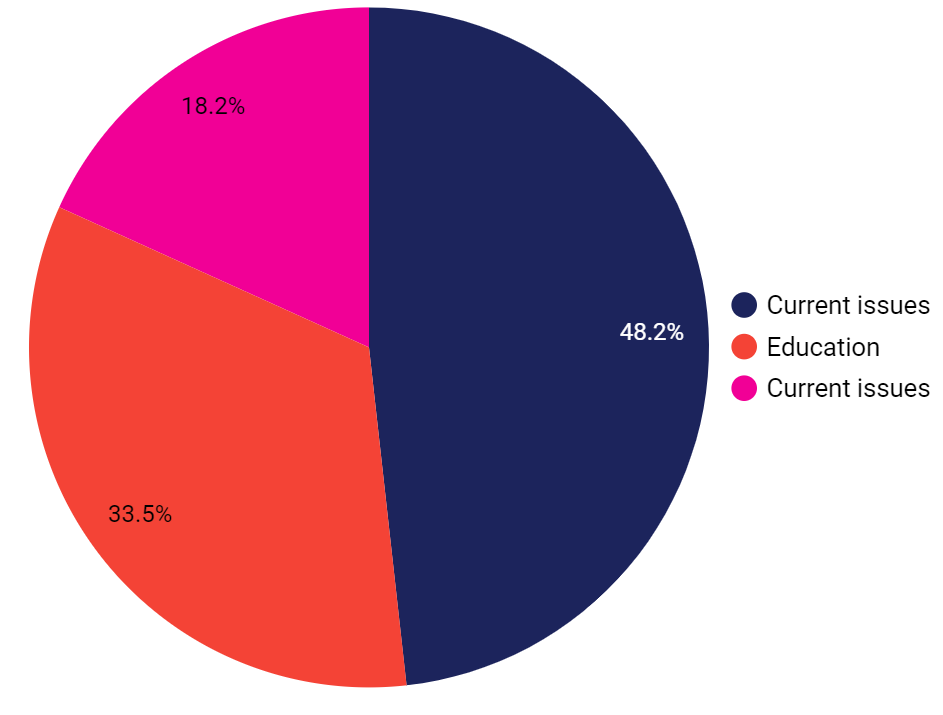 18.2%
48.2%
33.5%
Current issues
Education
Current issues